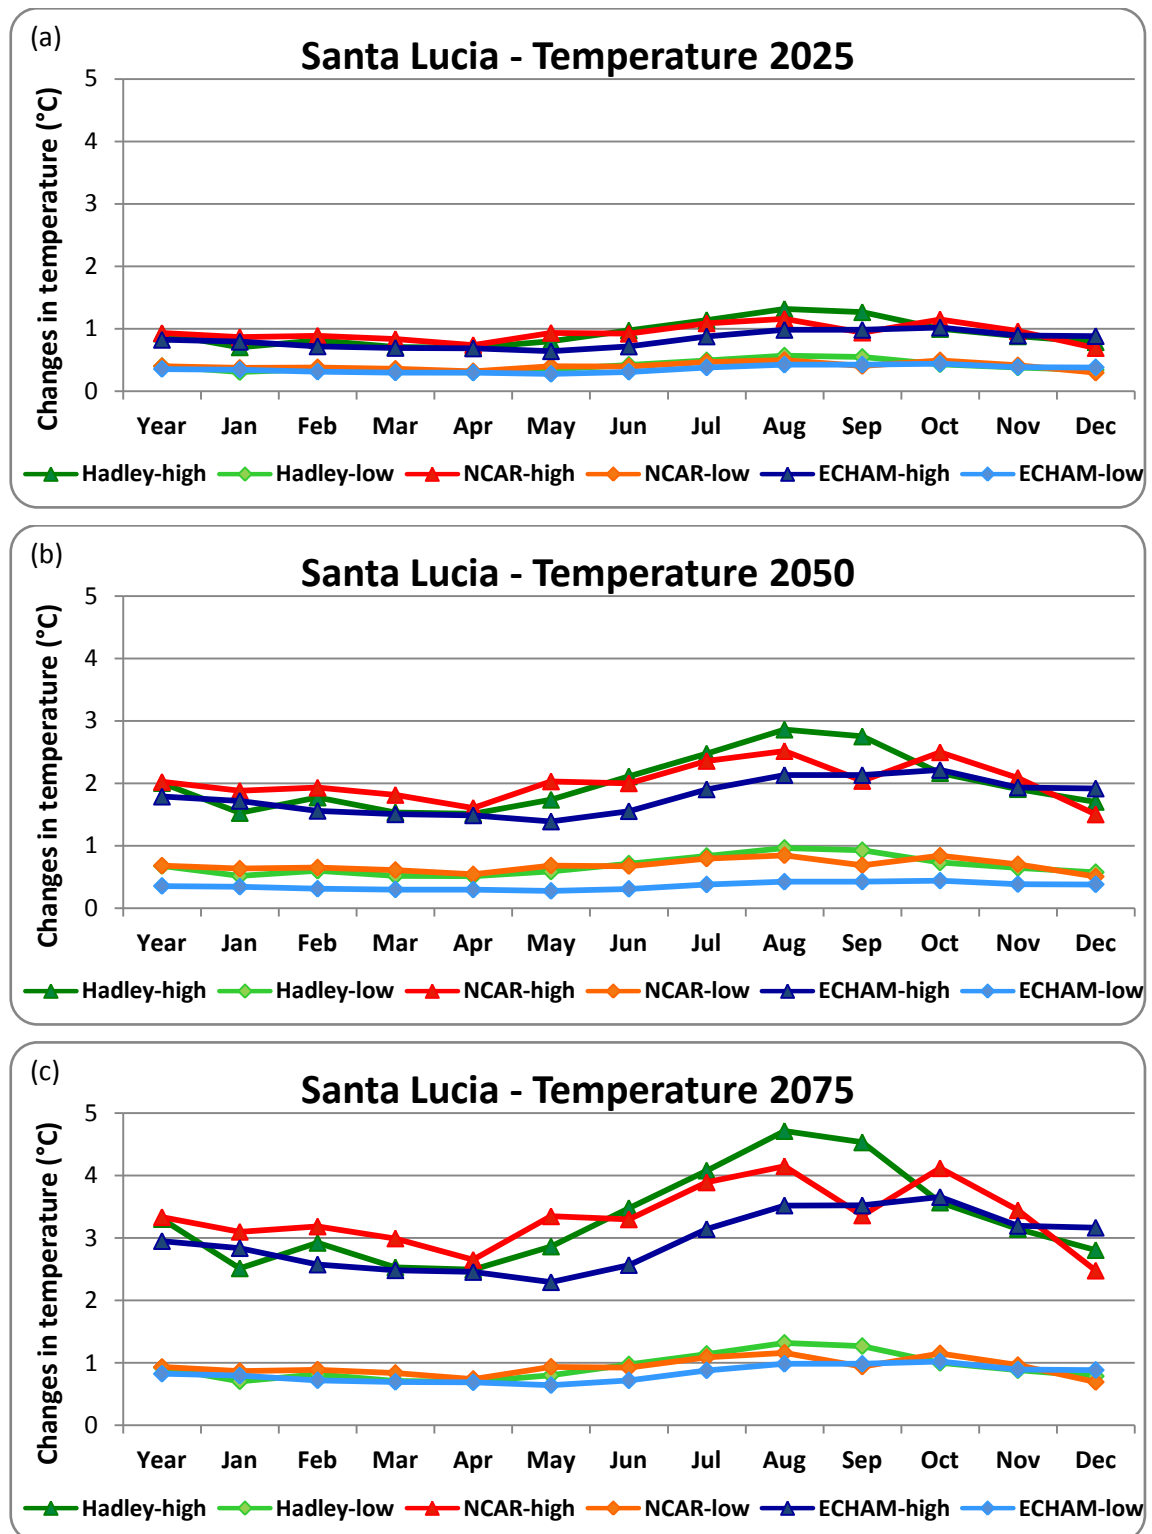 (a)
Santa Lucia - Temperature 2025
Changes in temperature (°C)
5
4
3
2
1
0
Year Jan Feb Mar Apr May Jun Jul Aug Sep Oct Nov Dec
Hadley-high Hadley-low NCAR-high NCAR-low ECHAM-high ECHAM-low
(b)
Santa Lucia - Temperature 2050
Changes in temperature (°C)
5
4
3
2
1
0
Year Jan Feb Mar Apr May Jun Jul Aug Sep Oct Nov Dec
Hadley-high Hadley-low NCAR-high NCAR-low ECHAM-high ECHAM-low
(c)
Santa Lucia - Temperature 2075
Changes in temperature (°C)
5
4
3
2
1
0
Year Jan Feb Mar Apr May Jun Jul Aug Sep Oct Nov Dec
Hadley-high Hadley-low NCAR-high NCAR-low ECHAM-high ECHAM-low